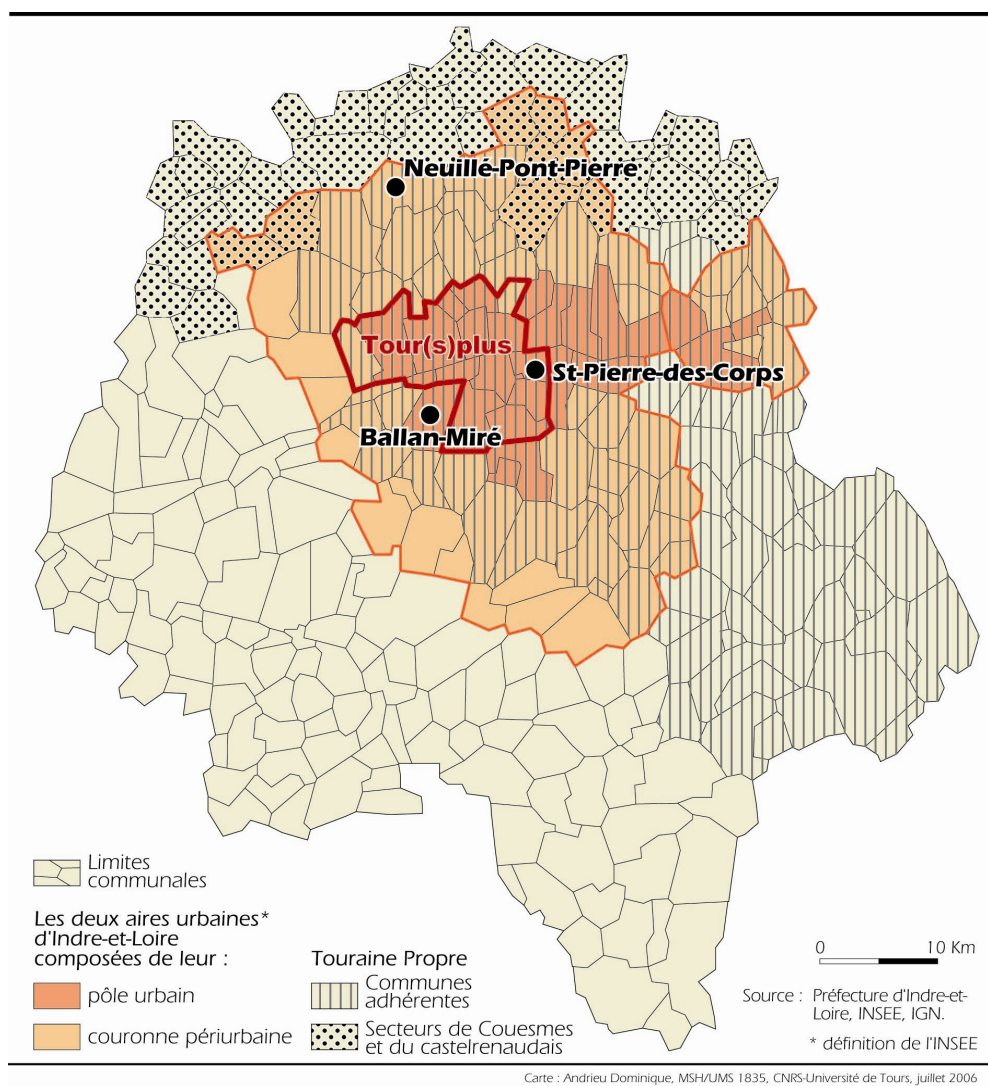 Neuillé-Pont-Pierre
Tour(s)plus
St-Pierre-des-Corps
Ballan-Miré
Limites
communales
Les deux aires urbaines*
d'Indre-et-Loire
composées de leur :
pôle urbain
couronne périurbaine
Touraine Propre
Communes
adhérentes
Secteurs de Couesmes
et du castelrenaudais
0 10 Km
Source : Préfecture d'Indre-et-
Loire, INSEE, IGN.
* définition de l'INSEE
Carte : Andrieu Dominique, MSH/UMS 1835, CNRS-Université de Tours, juillet 2006